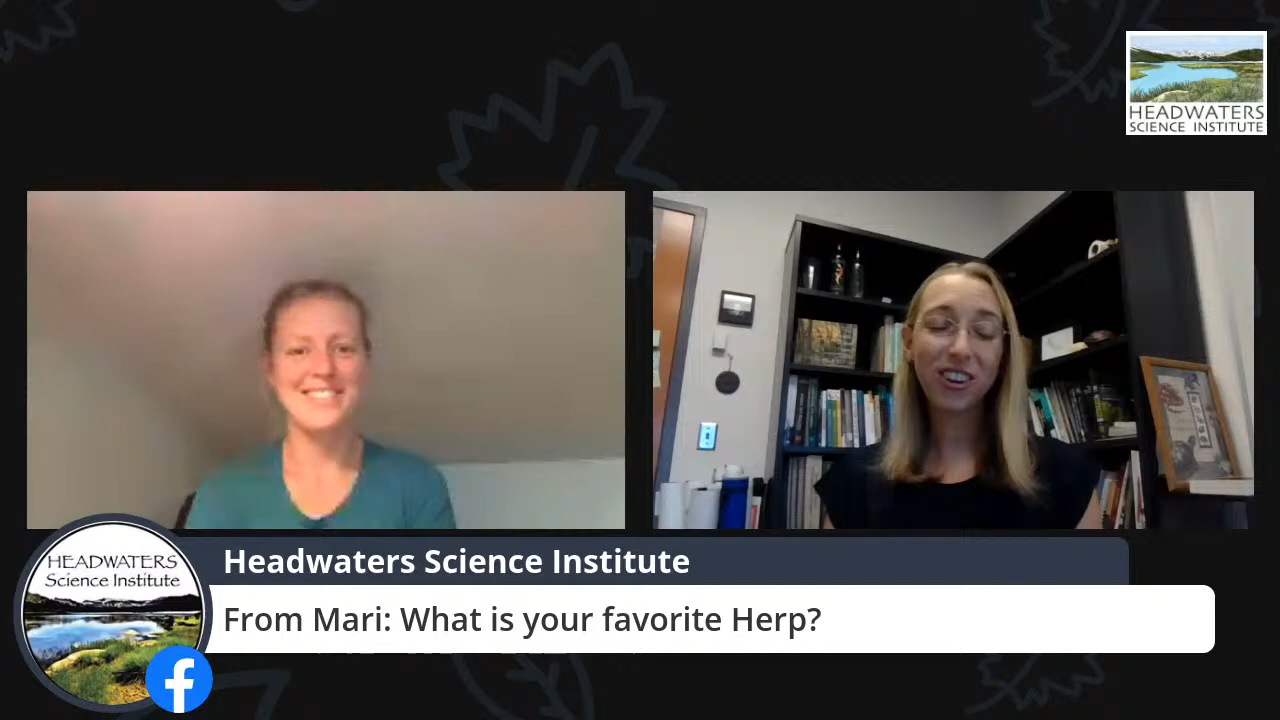 HEADWATERS
SCIENCE INSTITUTE
HEADWATERS
Science Institute
Headwaters Science Institute
From Mari: What is your favorite Herp?